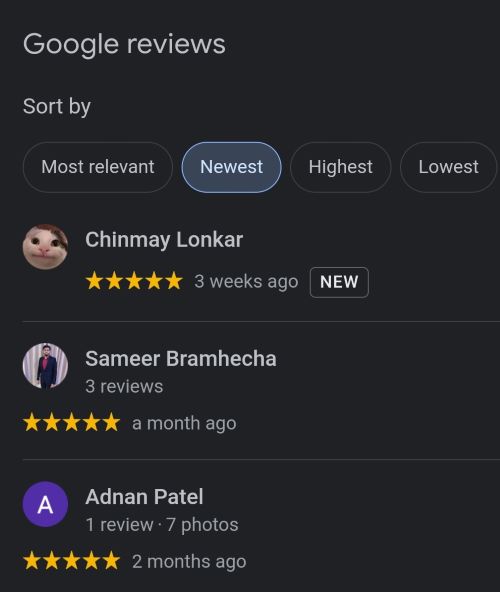 Google reviews
Sort by
Most relevant Newest Highest Lowest
Chinmay Lonkar
3 weeks ago NEW
Sameer Bramhecha
3 reviews
a month ago
A
Adnan Patel
1 review · 7 photos
2 months ago